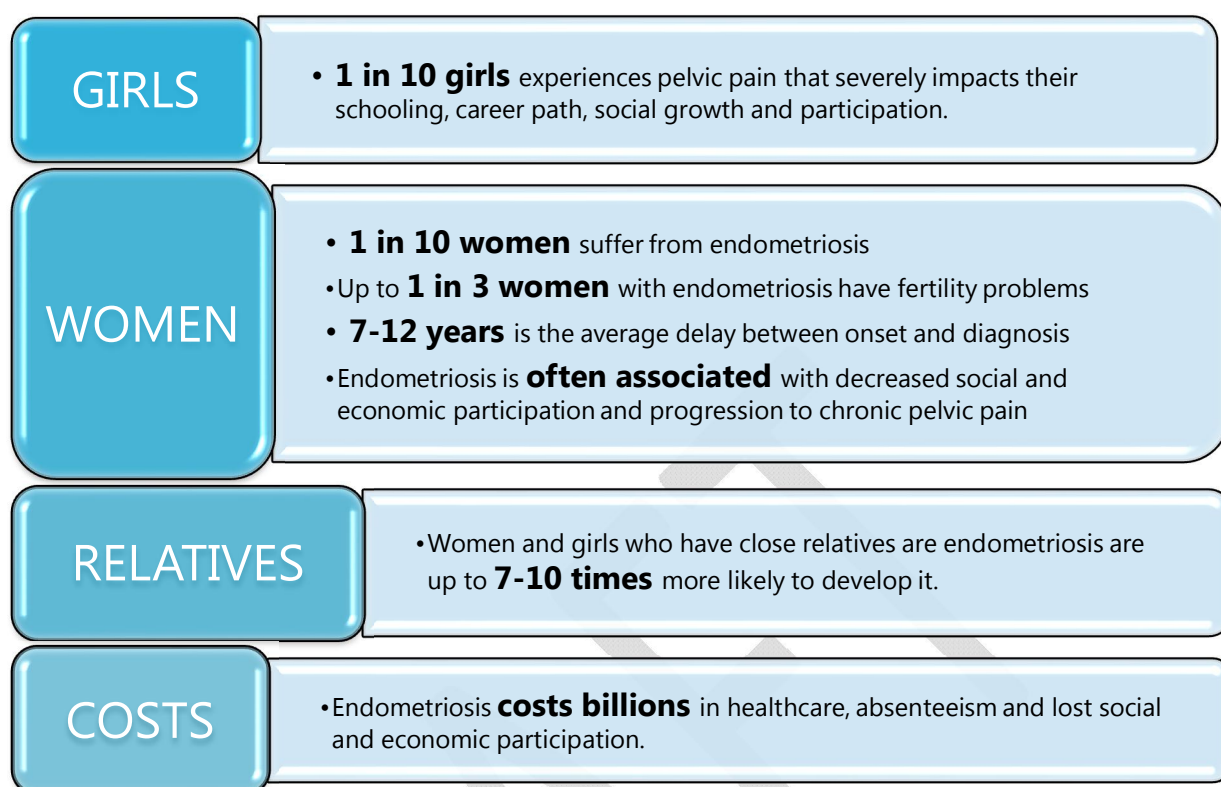 GIRLS
• 1 in 10 girls experiences pelvic pain that severely impacts their
schooling, career path, social growth and participation.
WOMEN
• 1 in 10 women suffer from endometriosis
•Up to 1 in 3 women with endometriosis have fertility problems
• 7-12 years is the average delay between onset and diagnosis
•Endometriosis is often associated with decreased social and
economic participation and progression to chronic pelvic pain
RELATIVES
•Women and girls who have close relatives are endometriosis are
up to 7-10 times more likely to develop it.
COSTS
•Endometriosis costs billions in healthcare, absenteeism and lost social
and economic participation.